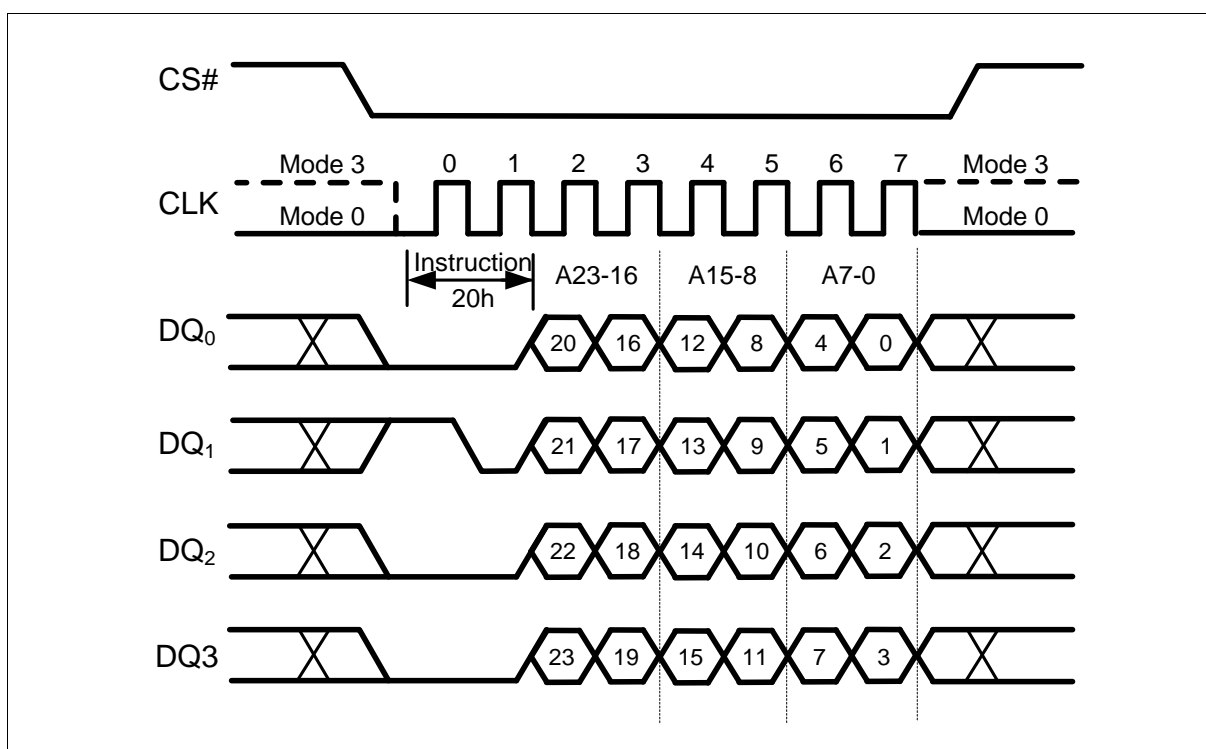 CS#
Mode 3 0 1 2 3 4 5 6 7 Mode 3
CLK
Mode 0 Mode 0
Instruction A23-16 A15-8 A7-0
20h
DQ0 20 16 12 8 4 0
DQ1 21 17 13 9 5 1
DQ2 22 18 14 10 6 2
DQ3 23 19 15 11 7 3